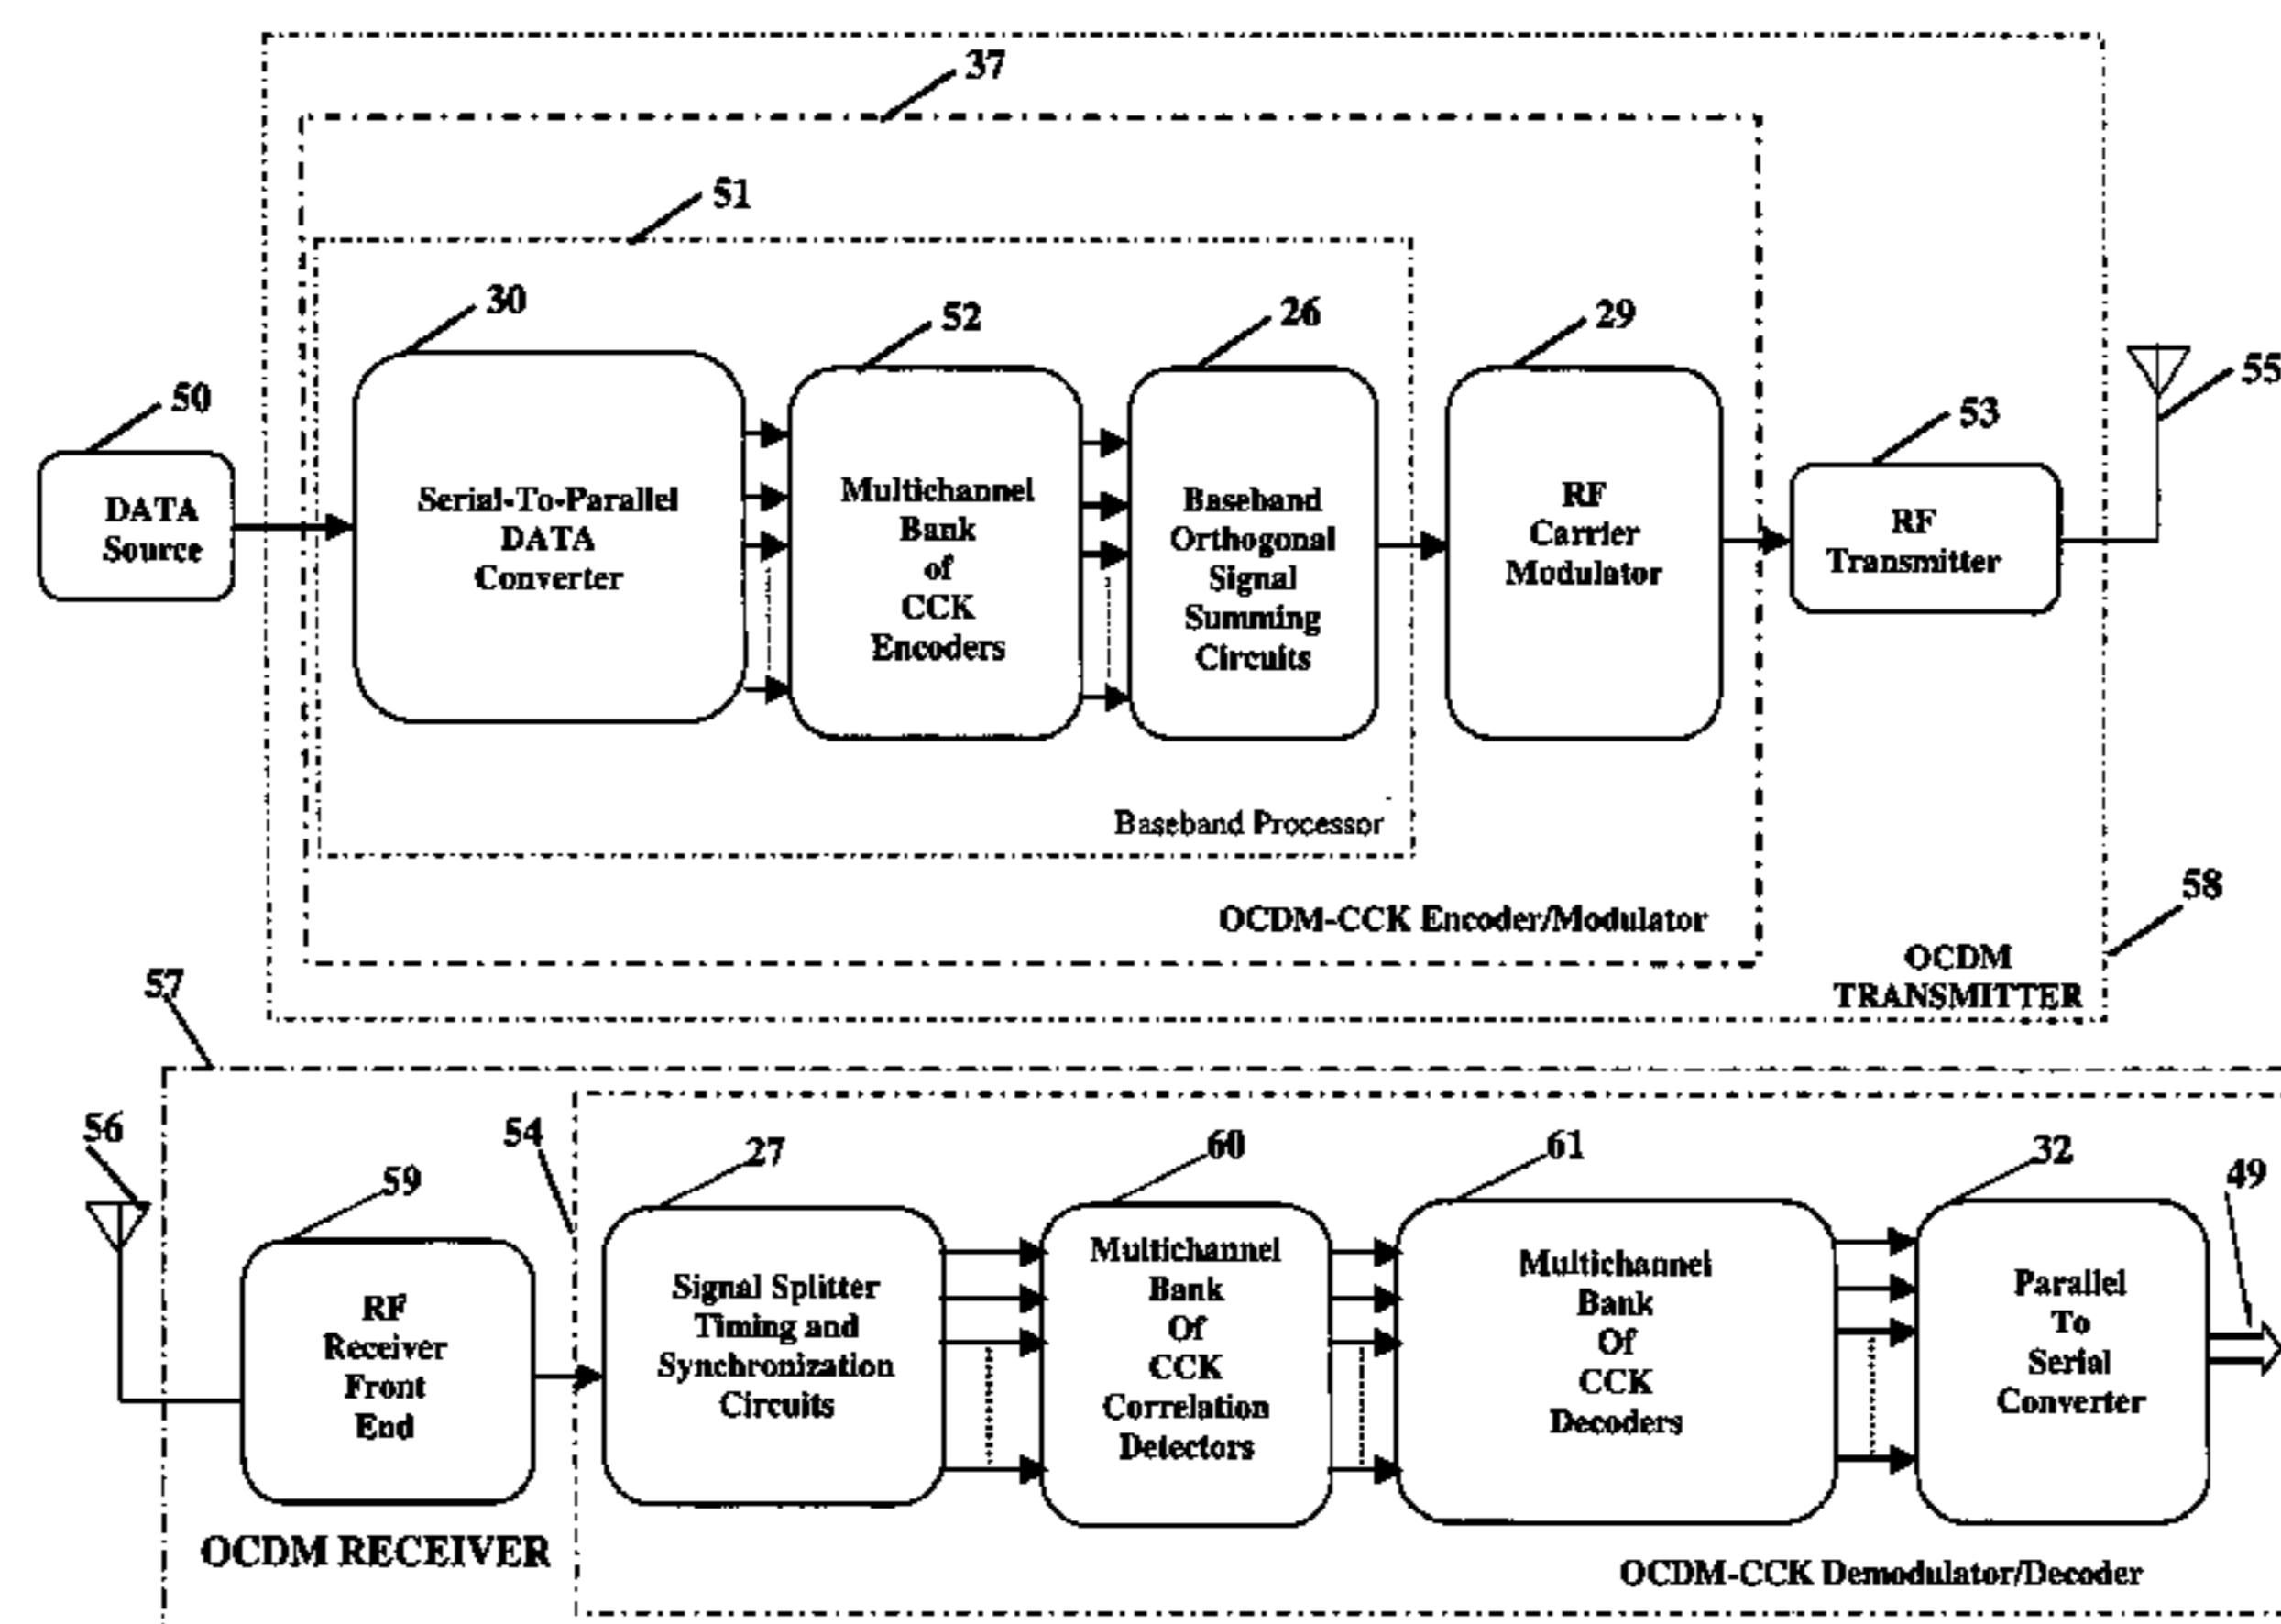 37
51
30
52
26
29
50
53
55
DATA
Source
Serial-To-Parallel
DATA
Converter
Multichannel
Bank
of
CCK
Encoders
Baseband
Orthogonal
Signal
Summing
Circuits
RF
Carrier
Modulator
RF
Transmitter
Baseband Processor
OCDM-CCK Encoder/Modulator
58
OCDM
TRANSMITTER
57
56
59
54
27
60
61
32
49
RF
Receiver
Front
End
Signal Splitter
Timing and
Synchronization
Circuits
Multichannel
Bank
Of
CCK
Correlation
Detectors
Multichannel
Bank
Of
CCK
Decoders
Parallel
To
Serial
Converter
OCDM RECEIVER
OCDM-CCK Demodulator/Decoder